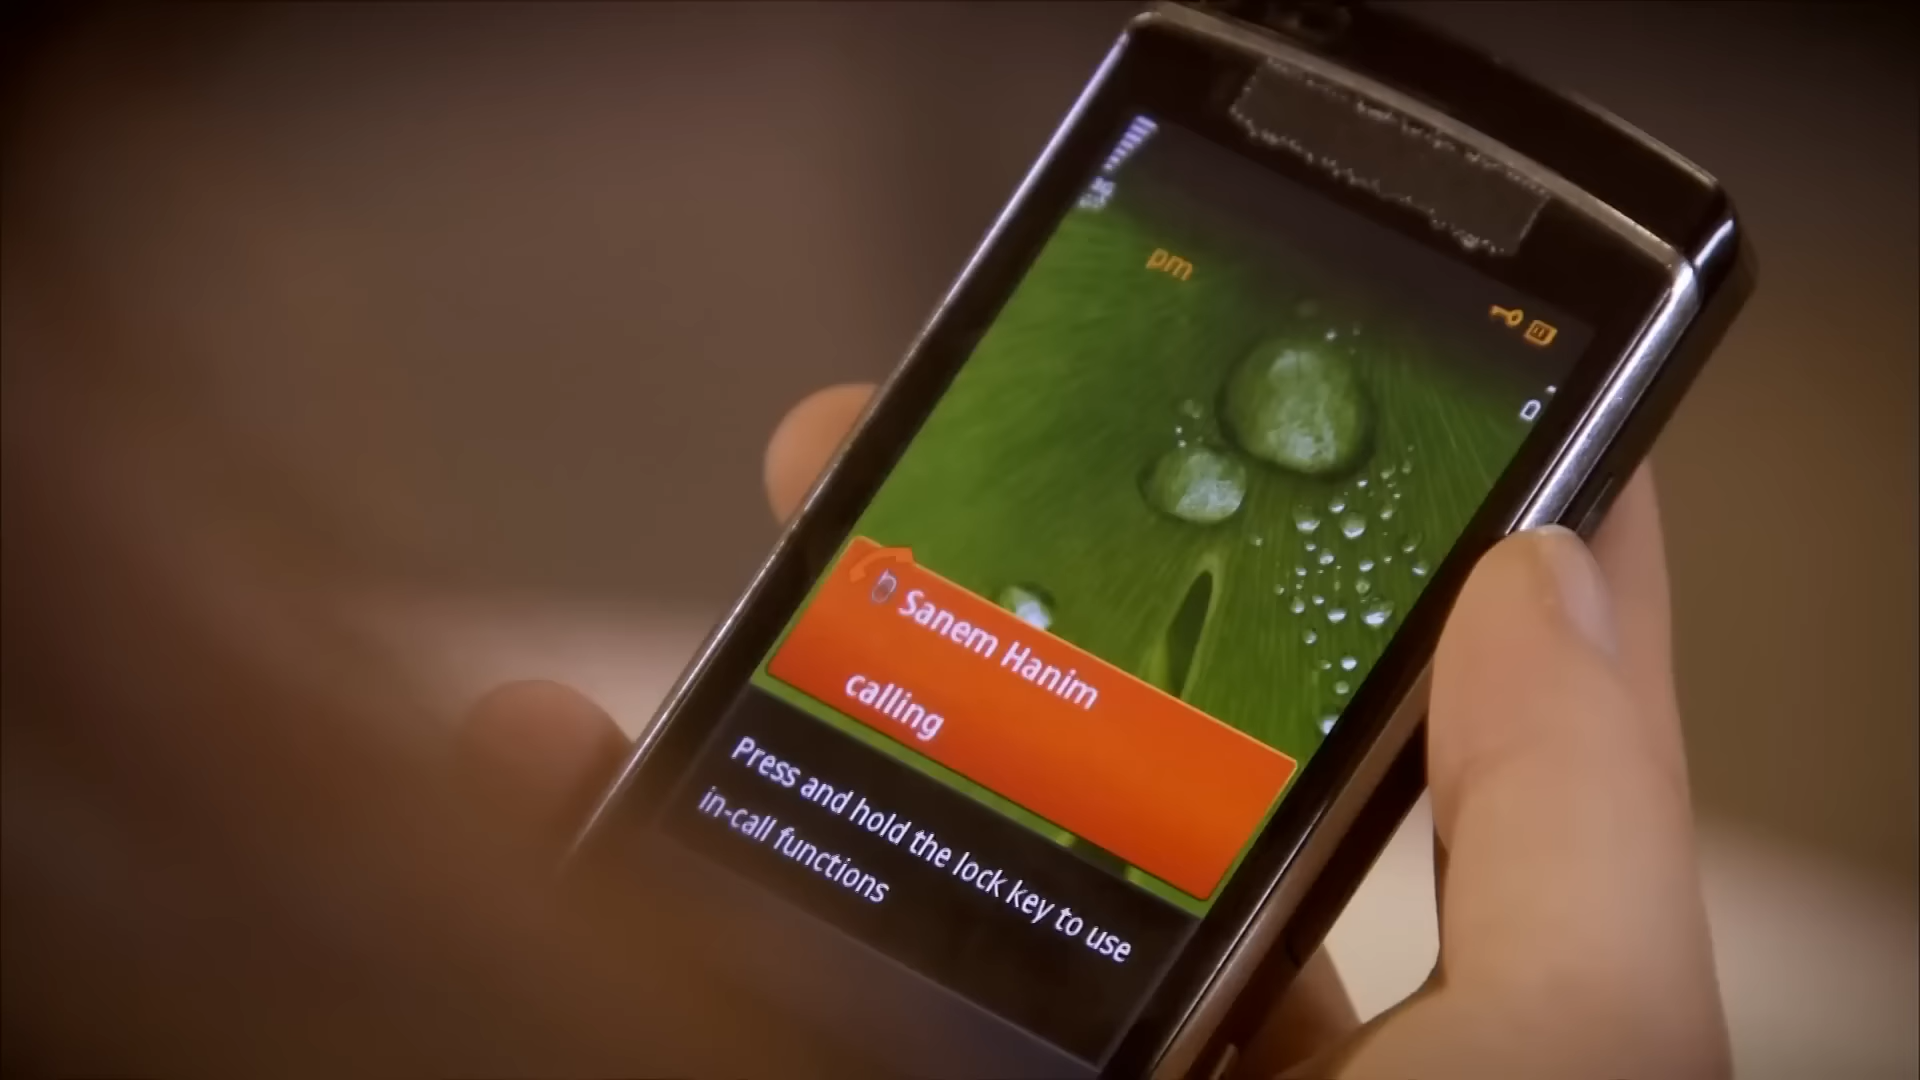 pm
Sanem Hanim
calling
Press and hold the lock key to use
in-call functions